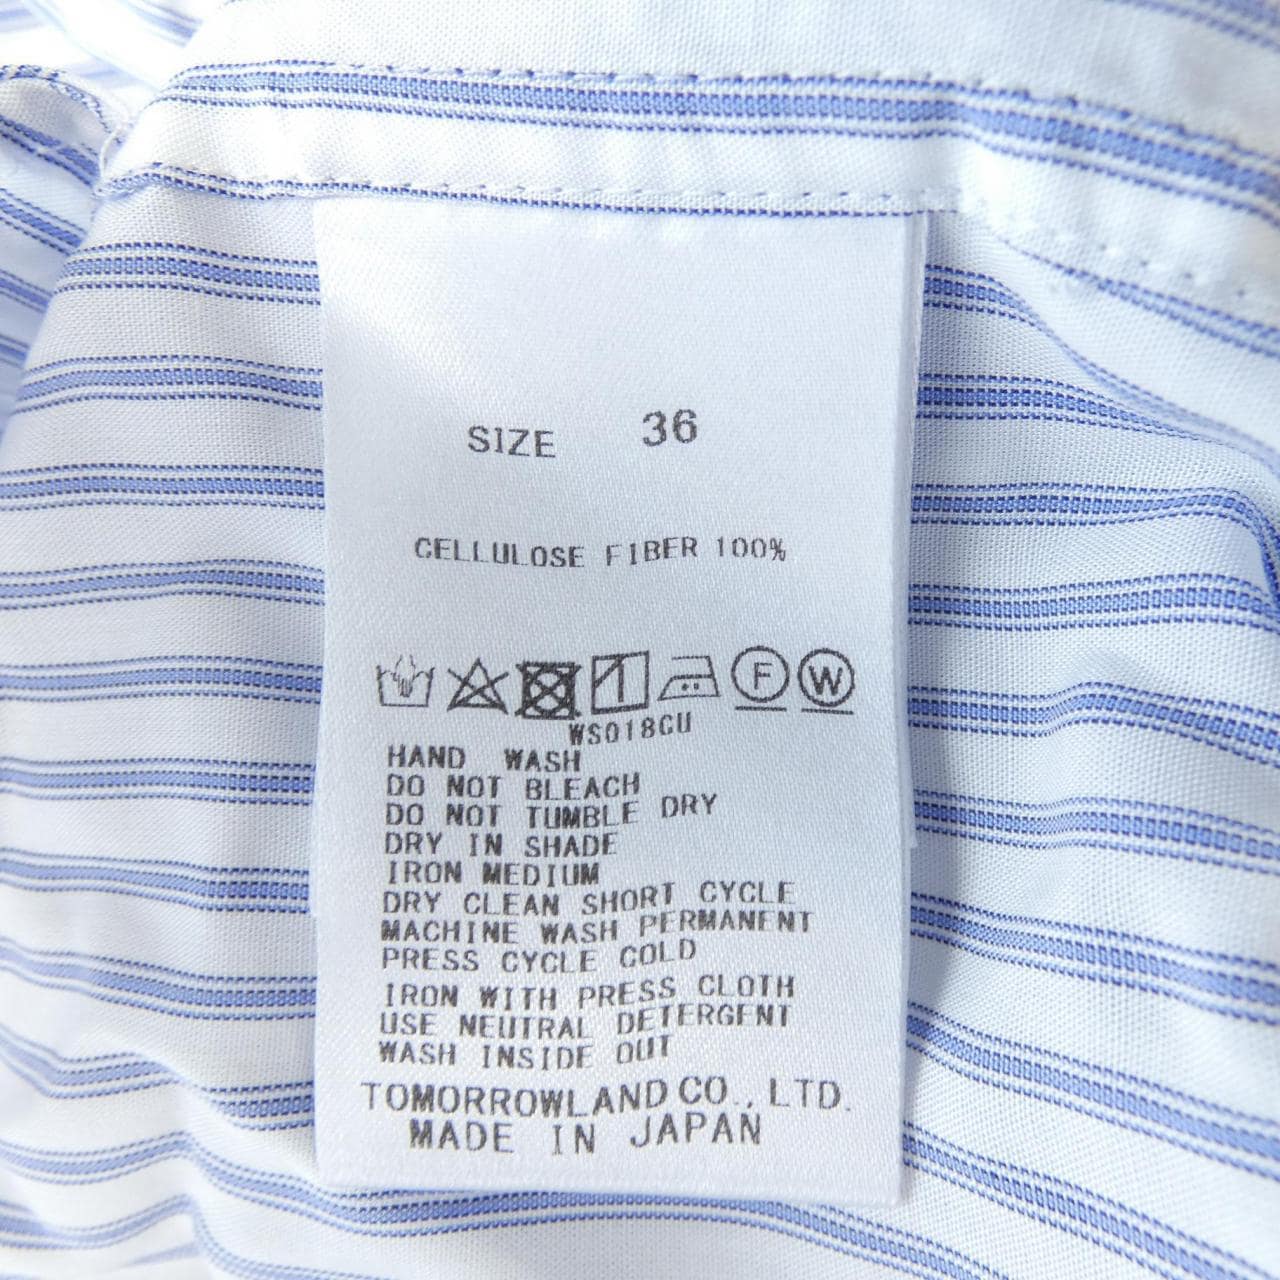 SIZE 36
CELLULOSE FIBER 100%
F W
WS018CU
HAND WASH
DO NOT BLEACH
DO NOT TUMBLE DRY
DRY IN SHADE
IRON MEDIUM
DRY CLEAN SHORT CYCLE
MACHINE WASH PERMANENT
PRESS CYCLE COLD
IRON WITH PRESS CLOTH
USE NEUTRAL DETERGENT
WASH INSIDE OUT
TOMORROWLAND CO., LTD.
MADE IN JAPAN